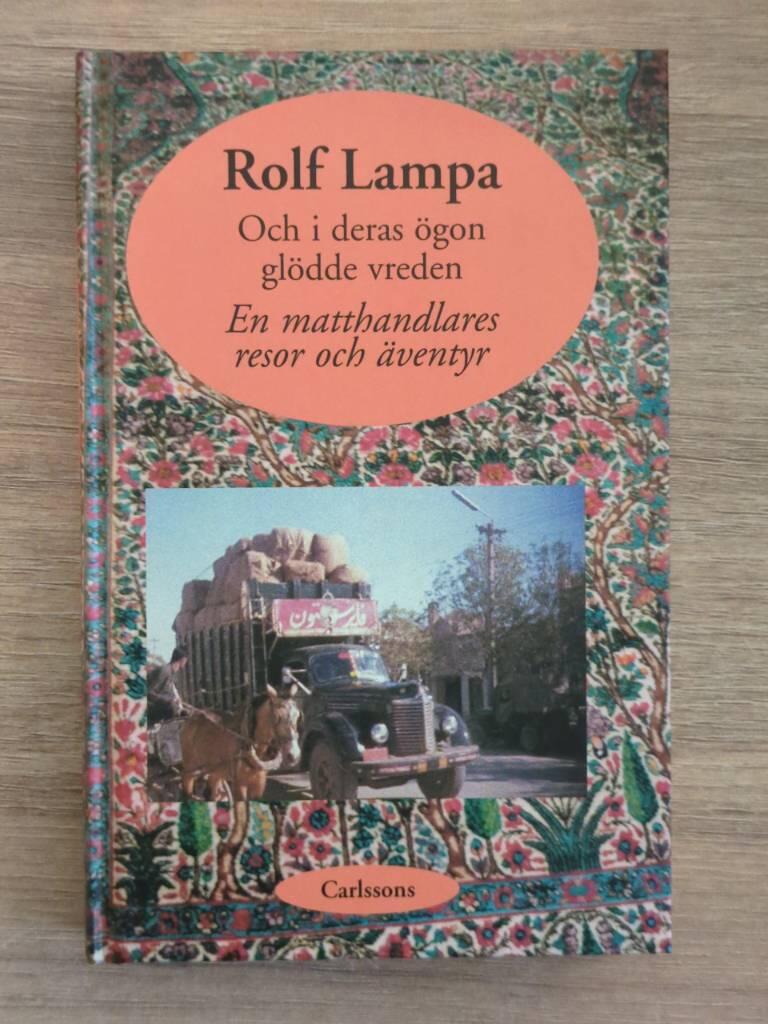 Rolf Lampa
Och i deras ögon
glödde vreden
En matthandlares
resor och äventyr
Carlssons